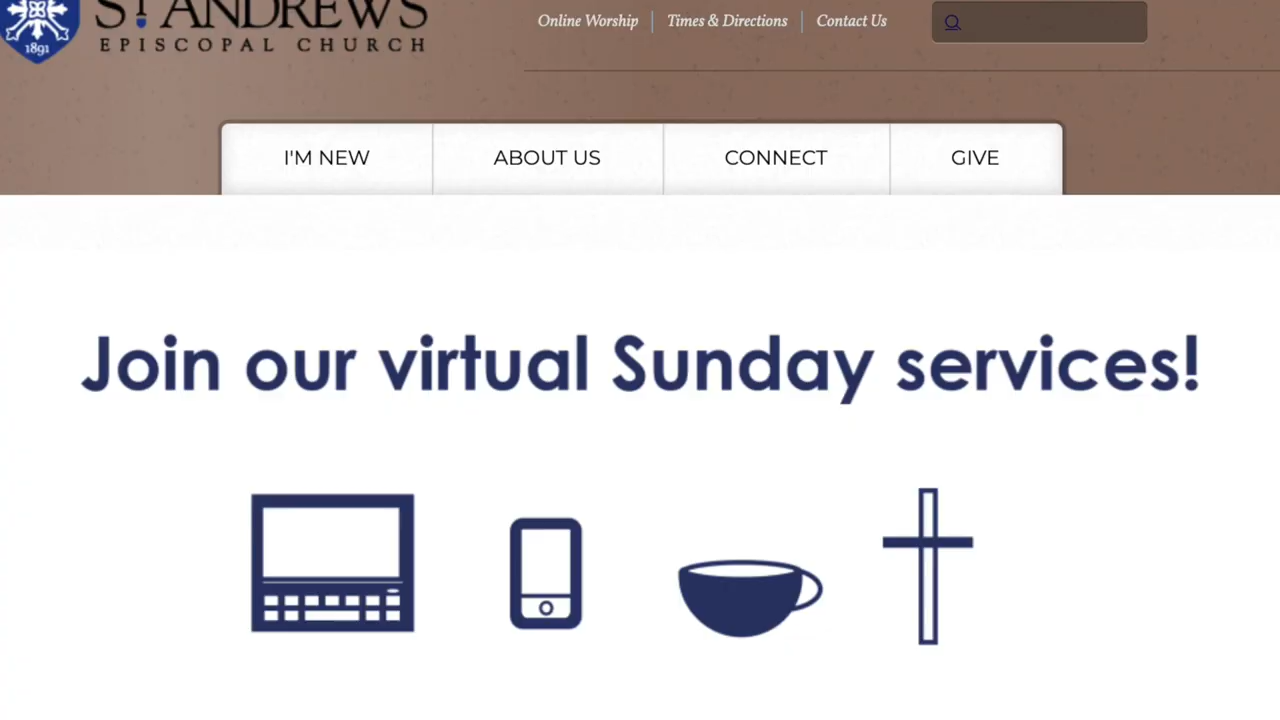 ST ANDREWS
EPISCOPAL CHURCH
1891
Online Worship
Times & Directions
Contact Us
I'M NEW
ABOUT US
CONNECT
GIVE
Join our virtual Sunday services!